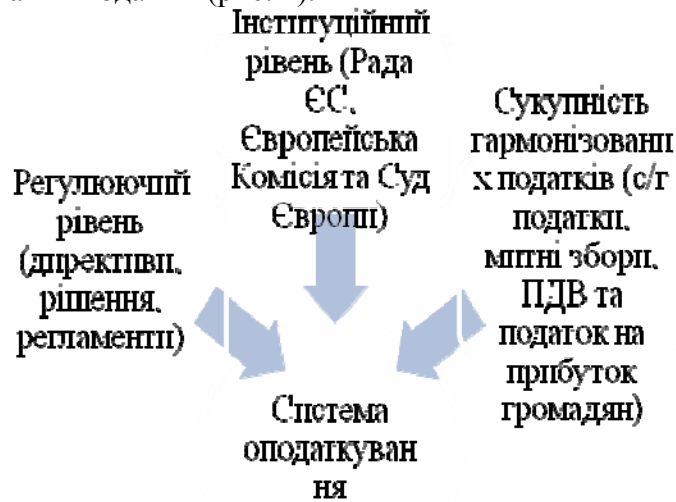 Інституційний
рівень (Рада
ЄС,
Європейська
Комісія та Суд
Європи)
Регулюючий
рівень
(директиви,
рішення,
регламенти)
Сукупність
гармонізовани
х податків (с/г
податки,
митні збори,
ПДВ та
податок на
прибуток
громадян)
Система
оподаткуван
ня